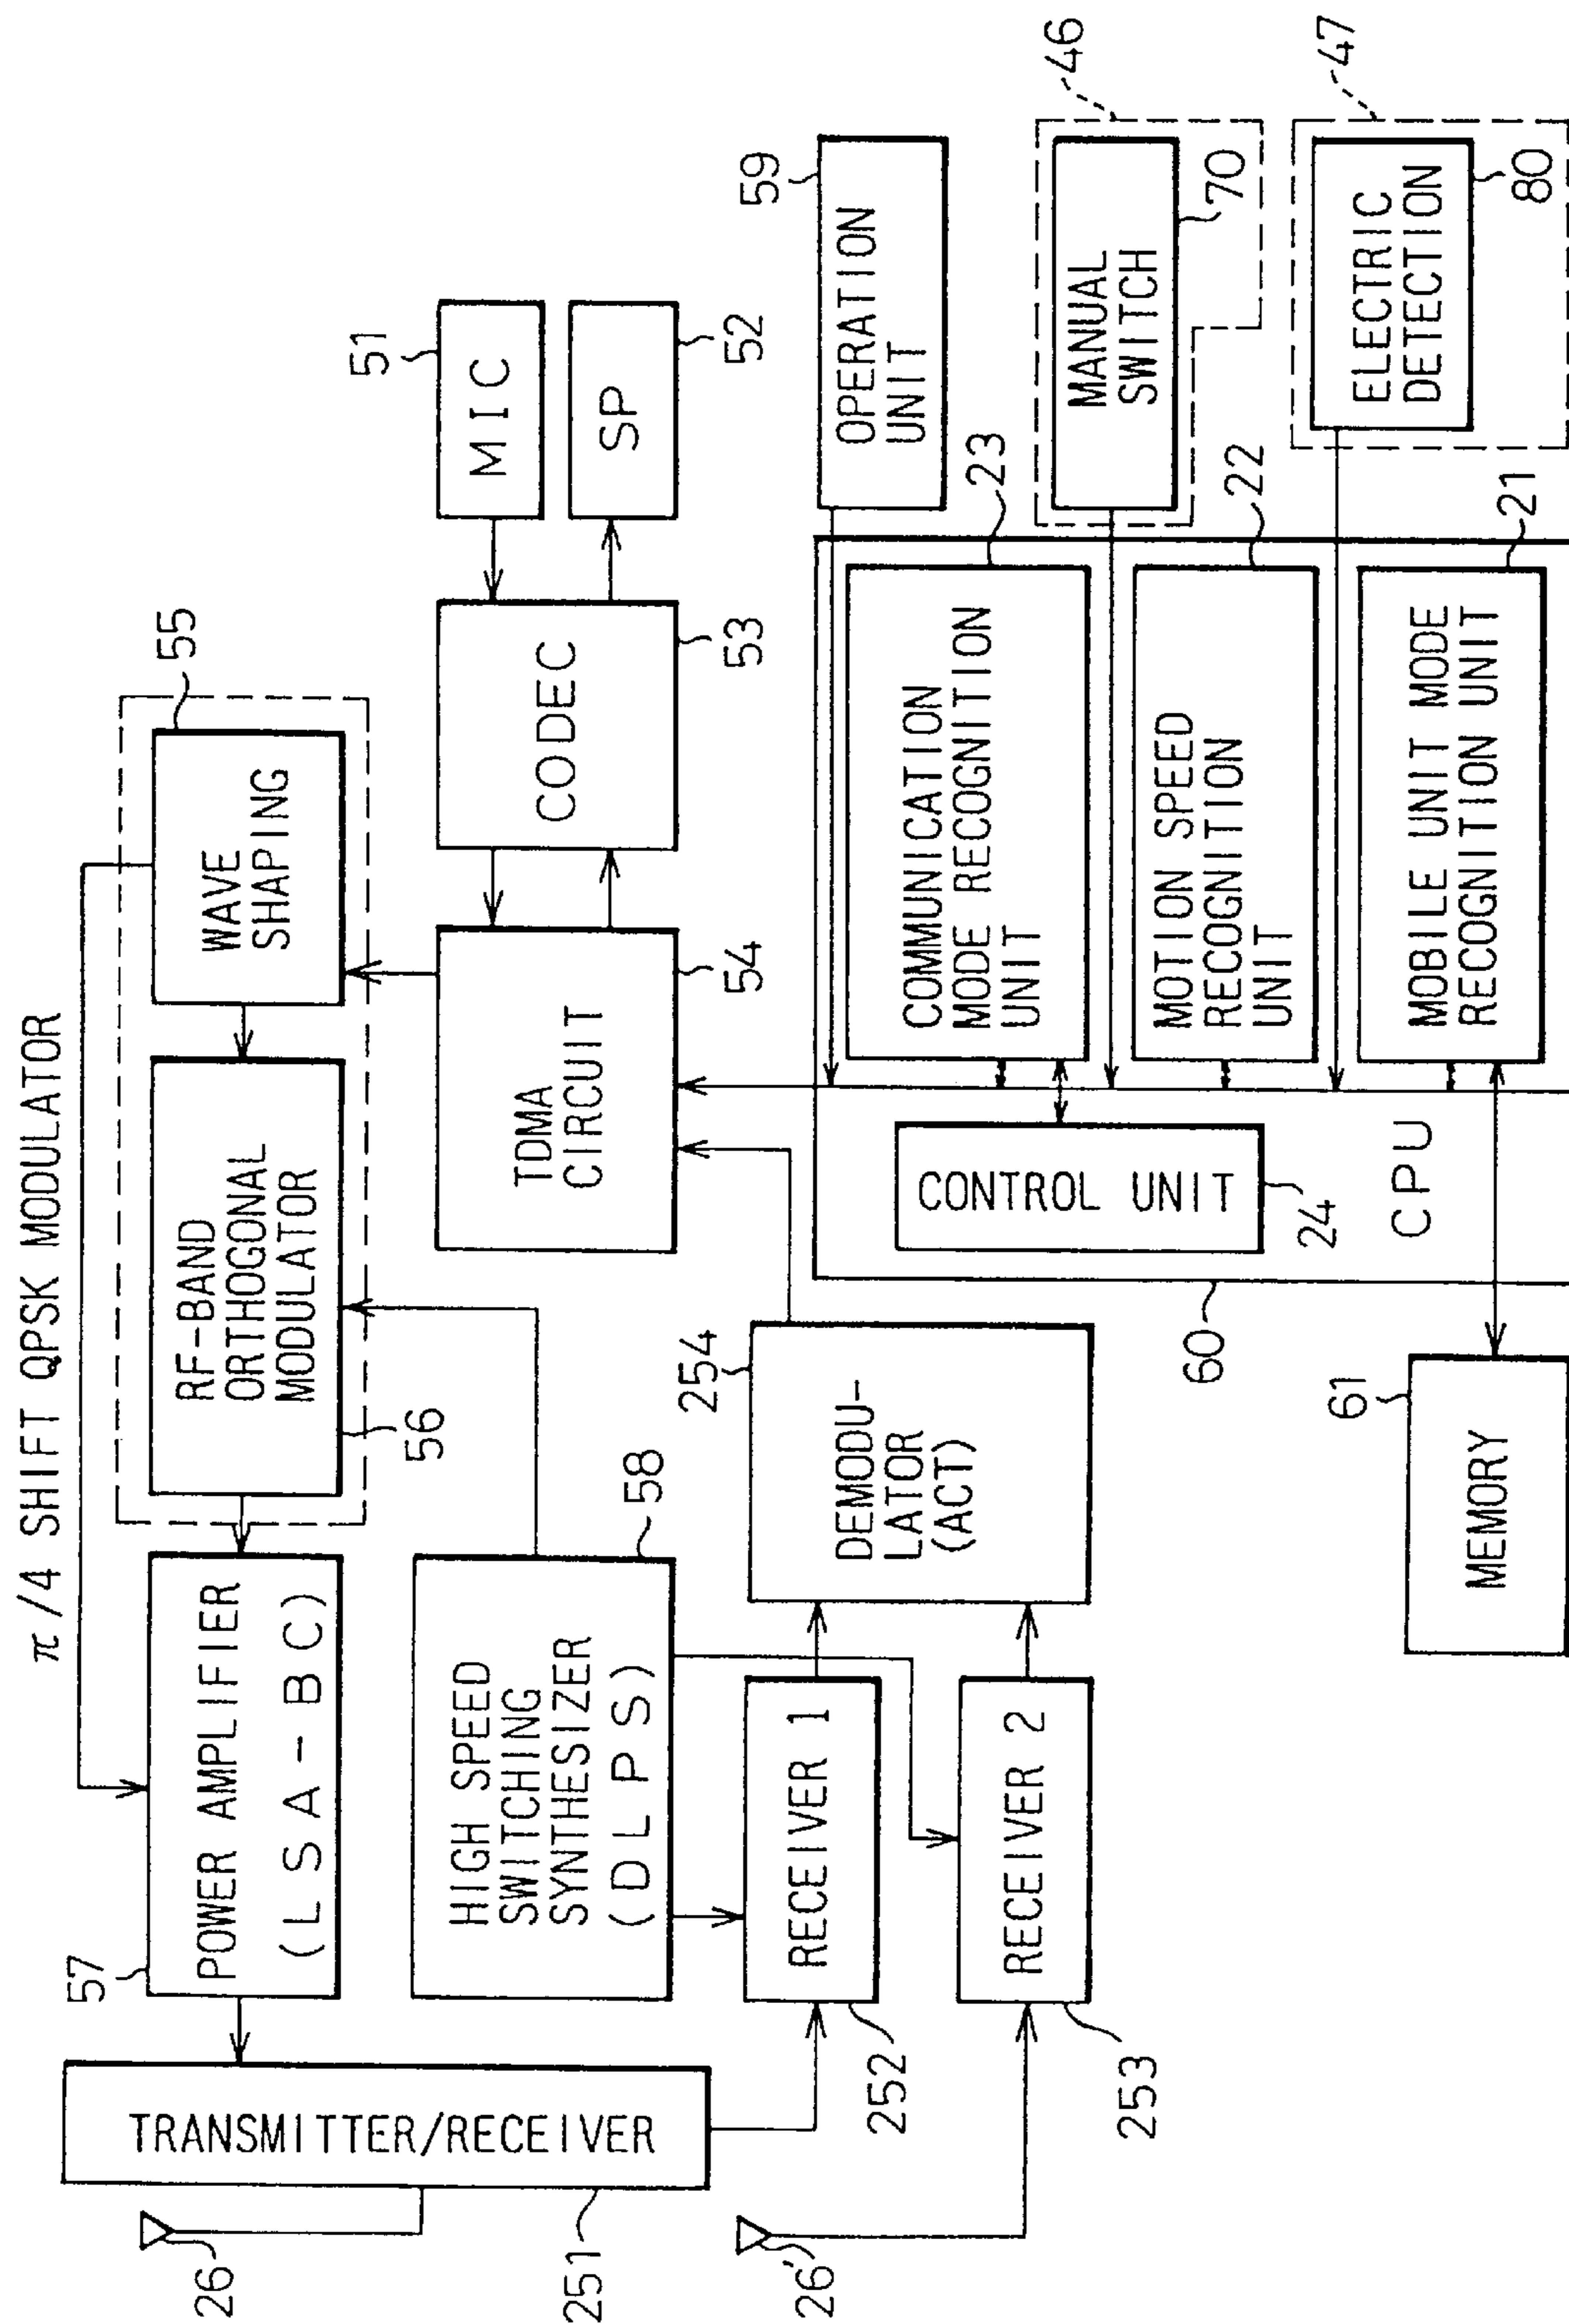 π/4 SHIFT QPSK MODULATOR
57
POWER AMPLIFIER
(LSA-BC)
RF-BAND
ORTHOGONAL
MODULATOR
56
WAVE
SHAPING
55
TRANSMITTER/RECEIVER
251
26
HIGH SPEED
SWITCHING
SYNTHESIZER
(DLPS)
58
TDMA
CIRCUIT
54
CODEC
53
MIC
51
SP
52
RECEIVER 1
252
RECEIVER 2
253
26'
DEMODU-
LATOR
(ACT)
254
60
CONTROL UNIT
24
CPU
COMMUNICATION
MODE RECOGNITION
UNIT
23
MOTION SPEED
RECOGNITION
UNIT
22
MOBILE UNIT MODE
RECOGNITION UNIT
21
OPERATION
UNIT
59
MANUAL
SWITCH
70
46
ELECTRIC
DETECTION
80
47
MEMORY
61